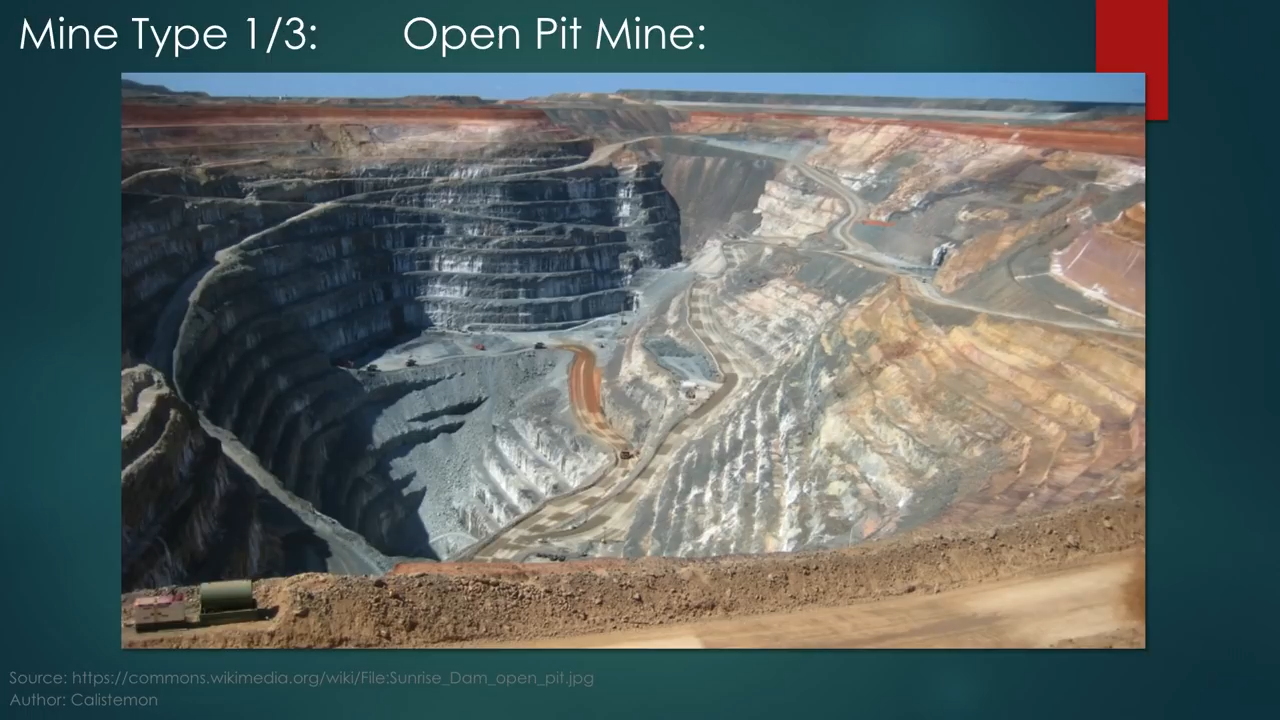 Mine Type 1/3: Open Pit Mine:
Source: https://commons.wikimedia.org/wiki/File:Sunrise_Dam_open_pit.jpg
Author: Calistemon